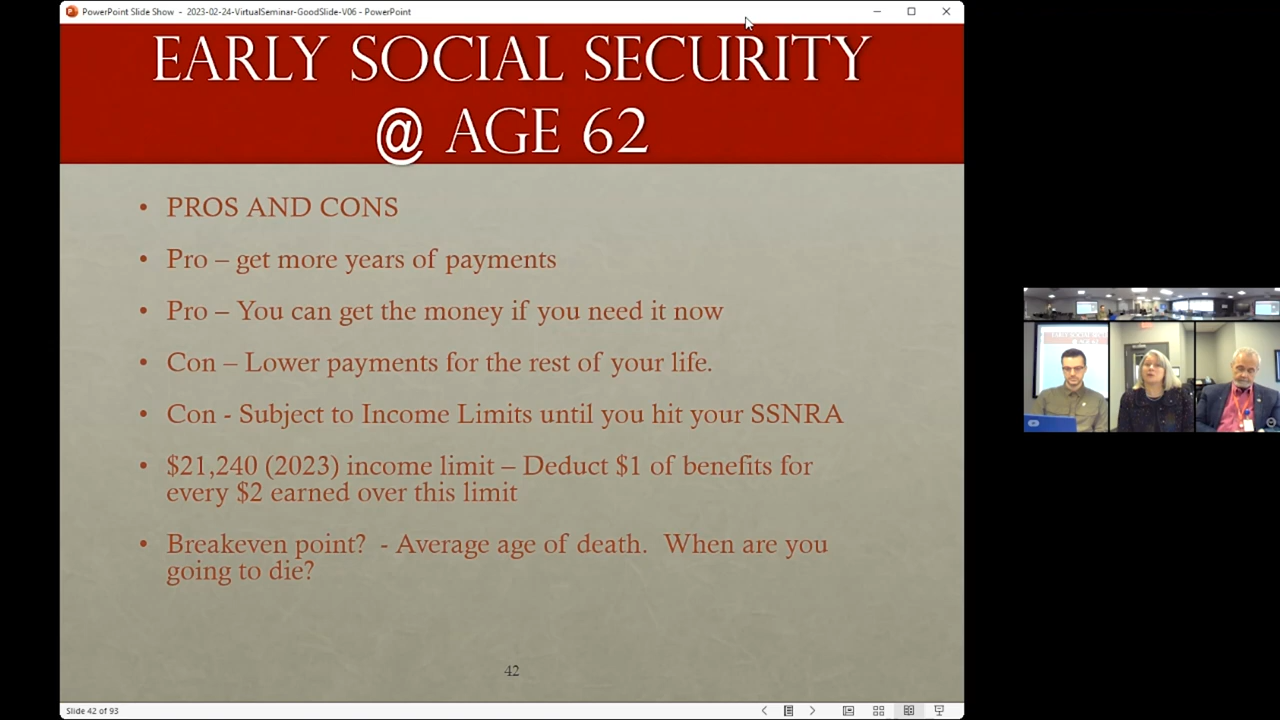 PowerPoint Slide Show - 2023-02-24-VirtualSeminar-GoodSlide-V06 - PowerPoint
EARLY SOCIAL SECURITY
@ AGE 62
• PROS AND CONS
• Pro – get more years of payments
• Pro – You can get the money if you need it now
• Con – Lower payments for the rest of your life.
• Con - Subject to Income Limits until you hit your SSNRA
• $21,240 (2023) income limit – Deduct $1 of benefits for
every $2 earned over this limit
• Breakeven point?  - Average age of death.  When are you
going to die?
42
Slide 42 of 93